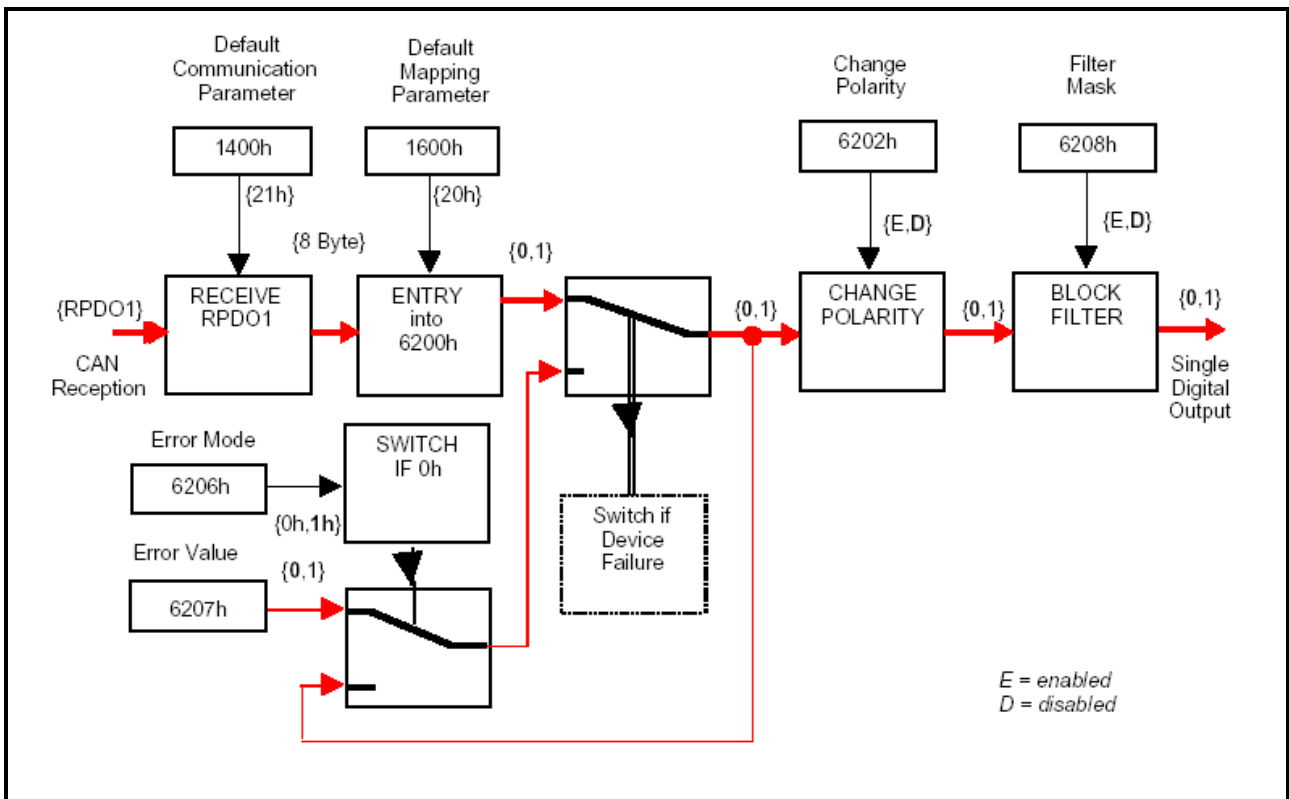 Default
Communication
Parameter
Default
Mapping
Parameter
Change
Polarity
Filter
Mask
1400h
1600h
6202h
6208h
{21h}
{20h}
{E,D}
{E,D}
{8 Byte}
{0,1}
{RPDO1}
CAN
Reception
RECEIVE
RPDO1
ENTRY
into
6200h
{0,1}
CHANGE
POLARITY
{0,1}
BLOCK
FILTER
{0,1}
Single
Digital
Output
Error Mode
6206h
{0h,1h}
SWITCH
IF 0h
Switch if
Device
Failure
Error Value
6207h
{0,1}
E = enabled
D = disabled